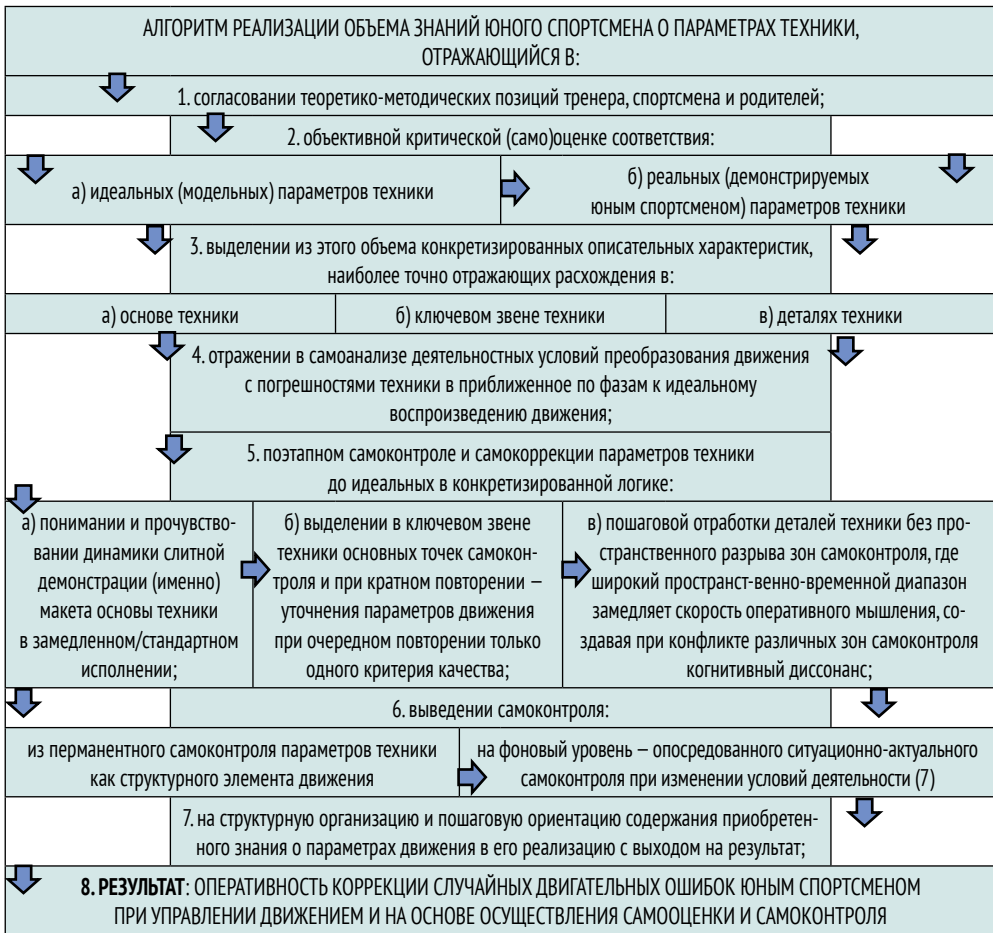 АЛГОРИТМ РЕАЛИЗАЦИИ ОБЪЕМА ЗНАНИЙ ЮНОГО СПОРТСМЕНА О ПАРАМЕТРАХ ТЕХНИКИ,
ОТРАЖАЮЩИЙСЯ В:
1. согласовании теоретико-методических позиций тренера, спортсмена и родителей;
2. объективной критической (само)оценке соответствия:
а) идеальных (модельных) параметров техники
б) реальных (демонстрируемых
юным спортсменом) параметров техники
3. выделении из этого объема конкретизированных описательных характеристик,
наиболее точно отражающих расхождения в:
а) основе техники
б) ключевом звене техники
в) деталях техники
4. отражении в самоанализе деятельностных условий преобразования движения
с погрешностями техники в приближенное по фазам к идеальному
воспроизведению движения;
5. поэтапном самоконтроле и самокоррекции параметров техники
до идеальных в конкретизированной логике:
а) понимании и прочувство-
вании динамики слитной
демонстрации (именно)
макета основы техники
в замедленном/стандартном
исполнении;
б) выделении в ключевом звене
техники основных точек самокон-
троля и при кратном повторении —
уточнения параметров движения
при очередном повторении только
одного критерия качества;
в) пошаговой отработки деталей техники без про-
странственного разрыва зон самоконтроля, где
широкий пространст-венно-временной диапазон
замедляет скорость оперативного мышления, со-
здавая при конфликте различных зон самоконтроля
когнитивный диссонанс;
6. выведении самоконтроля:
из перманентного самоконтроля параметров техники
как структурного элемента движения
на фоновый уровень — опосредованного ситуационно-актуального
самоконтроля при изменении условий деятельности (7)
7. на структурную организацию и пошаговую ориентацию содержания приобретен-
ного знания о параметрах движения в его реализацию с выходом на результат;
8. РЕЗУЛЬТАТ: ОПЕРАТИВНОСТЬ КОРРЕКЦИИ СЛУЧАЙНЫХ ДВИГАТЕЛЬНЫХ ОШИБОК ЮНЫМ СПОРТСМЕНОМ
ПРИ УПРАВЛЕНИИ ДВИЖЕНИЕМ И НА ОСНОВЕ ОСУЩЕСТВЛЕНИЯ САМООЦЕНКИ И САМОКОНТРОЛЯ